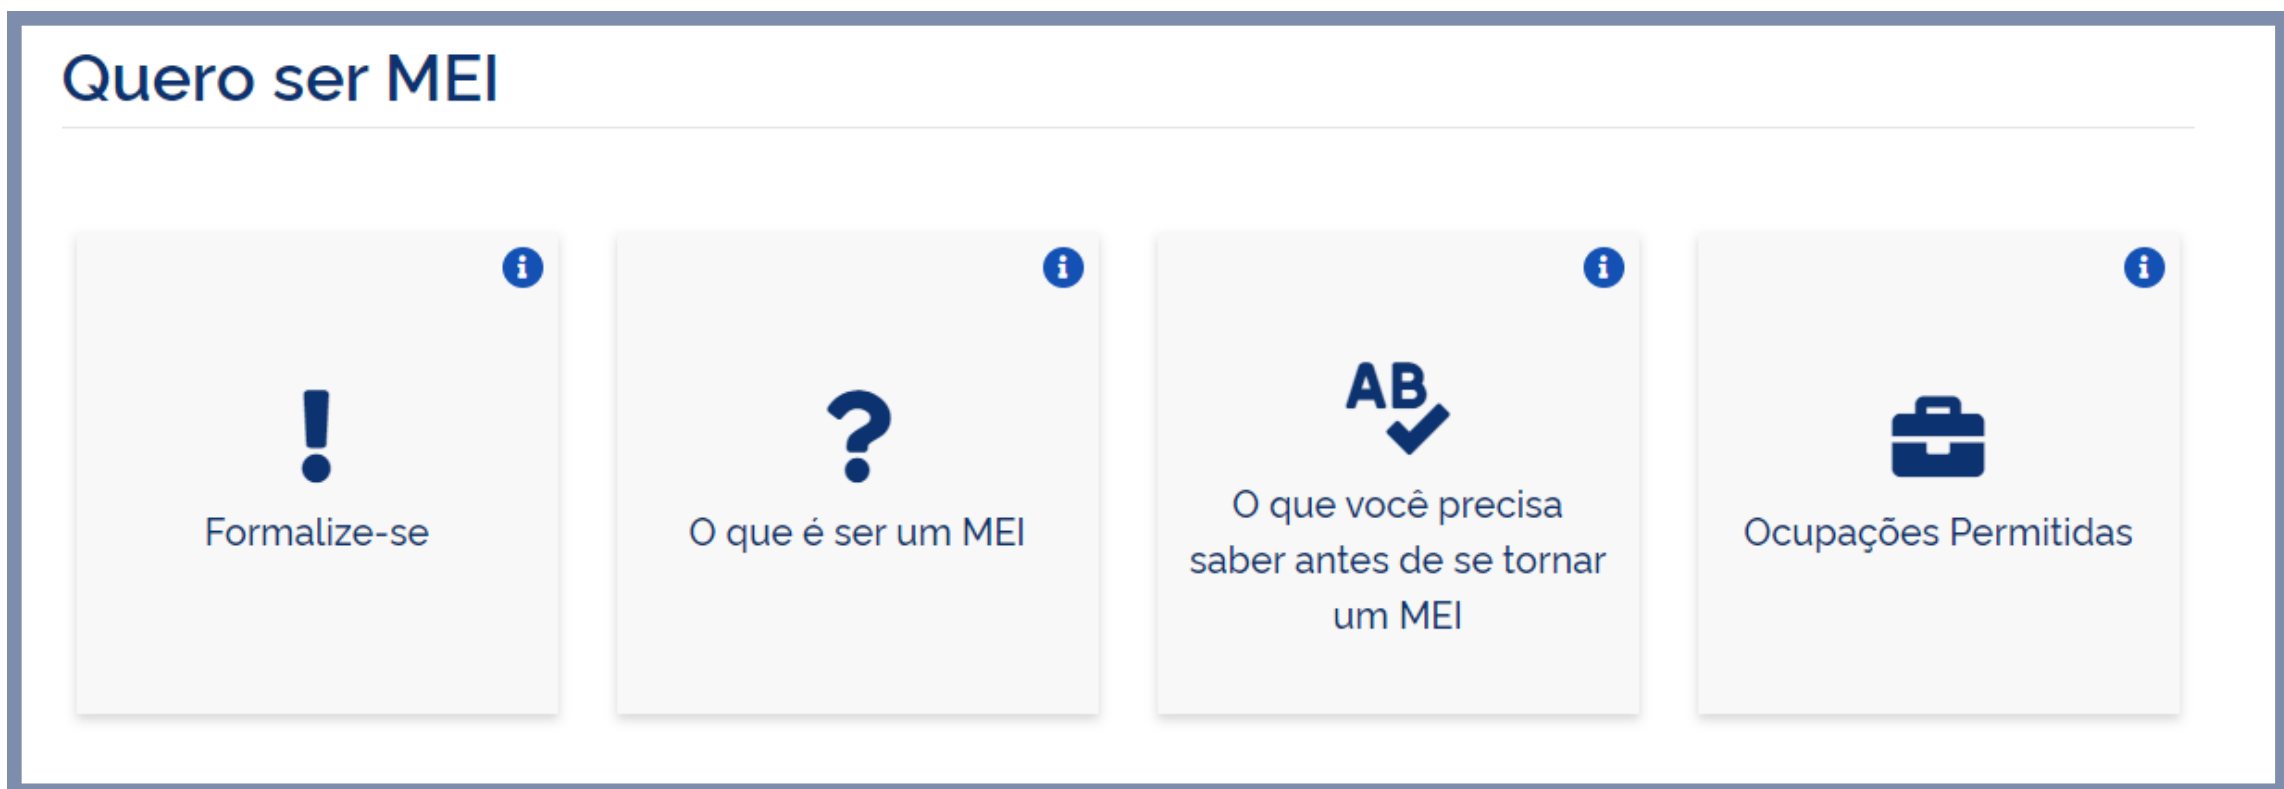 Quero ser MEI
Formalize-se
O que é ser um MEI
AB
O que você precisa
saber antes de se tornar
um MEI
Ocupações Permitidas